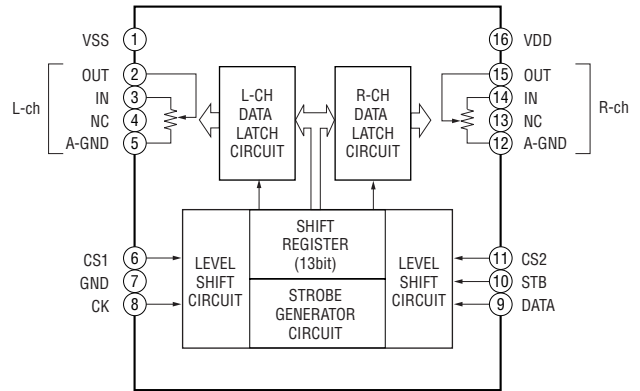 VSS 1
16 VDD
OUT 2
15 OUT
L-ch
IN 3
14 IN
R-ch
NC 4
13 NC
A-GND 5
12 A-GND
L-CH
DATA
LATCH
CIRCUIT
R-CH
DATA
LATCH
CIRCUIT
CS1 6
GND 7
CK 8
LEVEL
SHIFT
CIRCUIT
SHIFT
REGISTER
(13bit)
STROBE
GENERATOR
CIRCUIT
LEVEL
SHIFT
CIRCUIT
11 CS2
10 STB
9 DATA